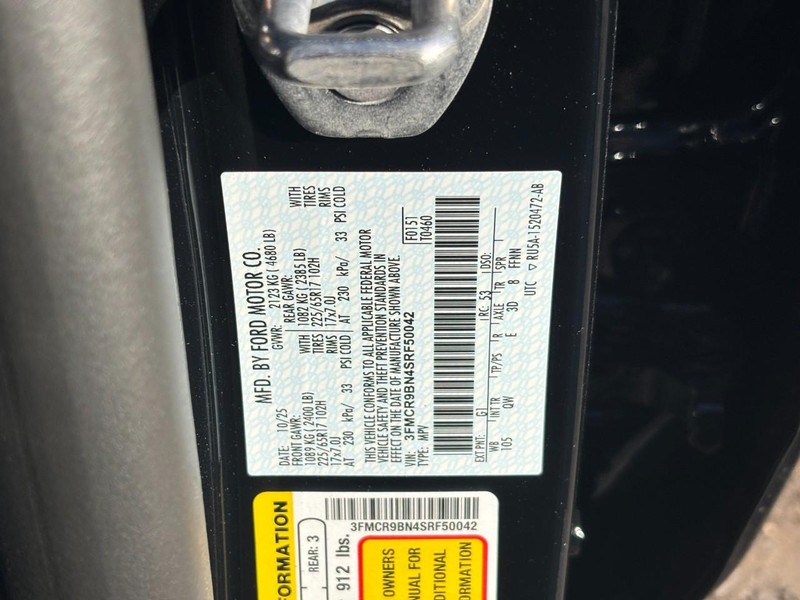 MFD. BY FORD MOTOR CO.
DATE: 10/25 GVWR: 2123 KG ( 4680 LB)
FRONT GAWR: REAR GAWR:
1089 KG ( 2400 LB) WITH 1082 KG ( 2385 LB) WITH
225/65R17 102H TIRES 225/65R17 102H TIRES
17x7.0J RIMS 17x7.0J RIMS
AT 230 kPa/ 33 PSI COLD AT 230 kPa/ 33 PSI COLD
THIS VEHICLE CONFORMS TO ALL APPLICABLE FEDERAL MOTOR
VEHICLE SAFETY AND THEFT PREVENTION STANDARDS IN
EFFECT ON THE DATE OF MANUFACTURE SHOWN ABOVE.
VIN: 3FMCR9BN4SRF50042 F0151
TYPE: MPV T0460
EXT PNT: G1 RC: 53 DSO:
WB INT TR TP/PS R AXLE TR SPR
105 QW E 3D 8 FFNN
UTC ▽ RU5A-1520472-AB
3FMCR9BN4SRF50042
FORMATION
REAR: 3
912 lbs.
OWNERS
NUAL FOR
DITIONAL
ORMATION